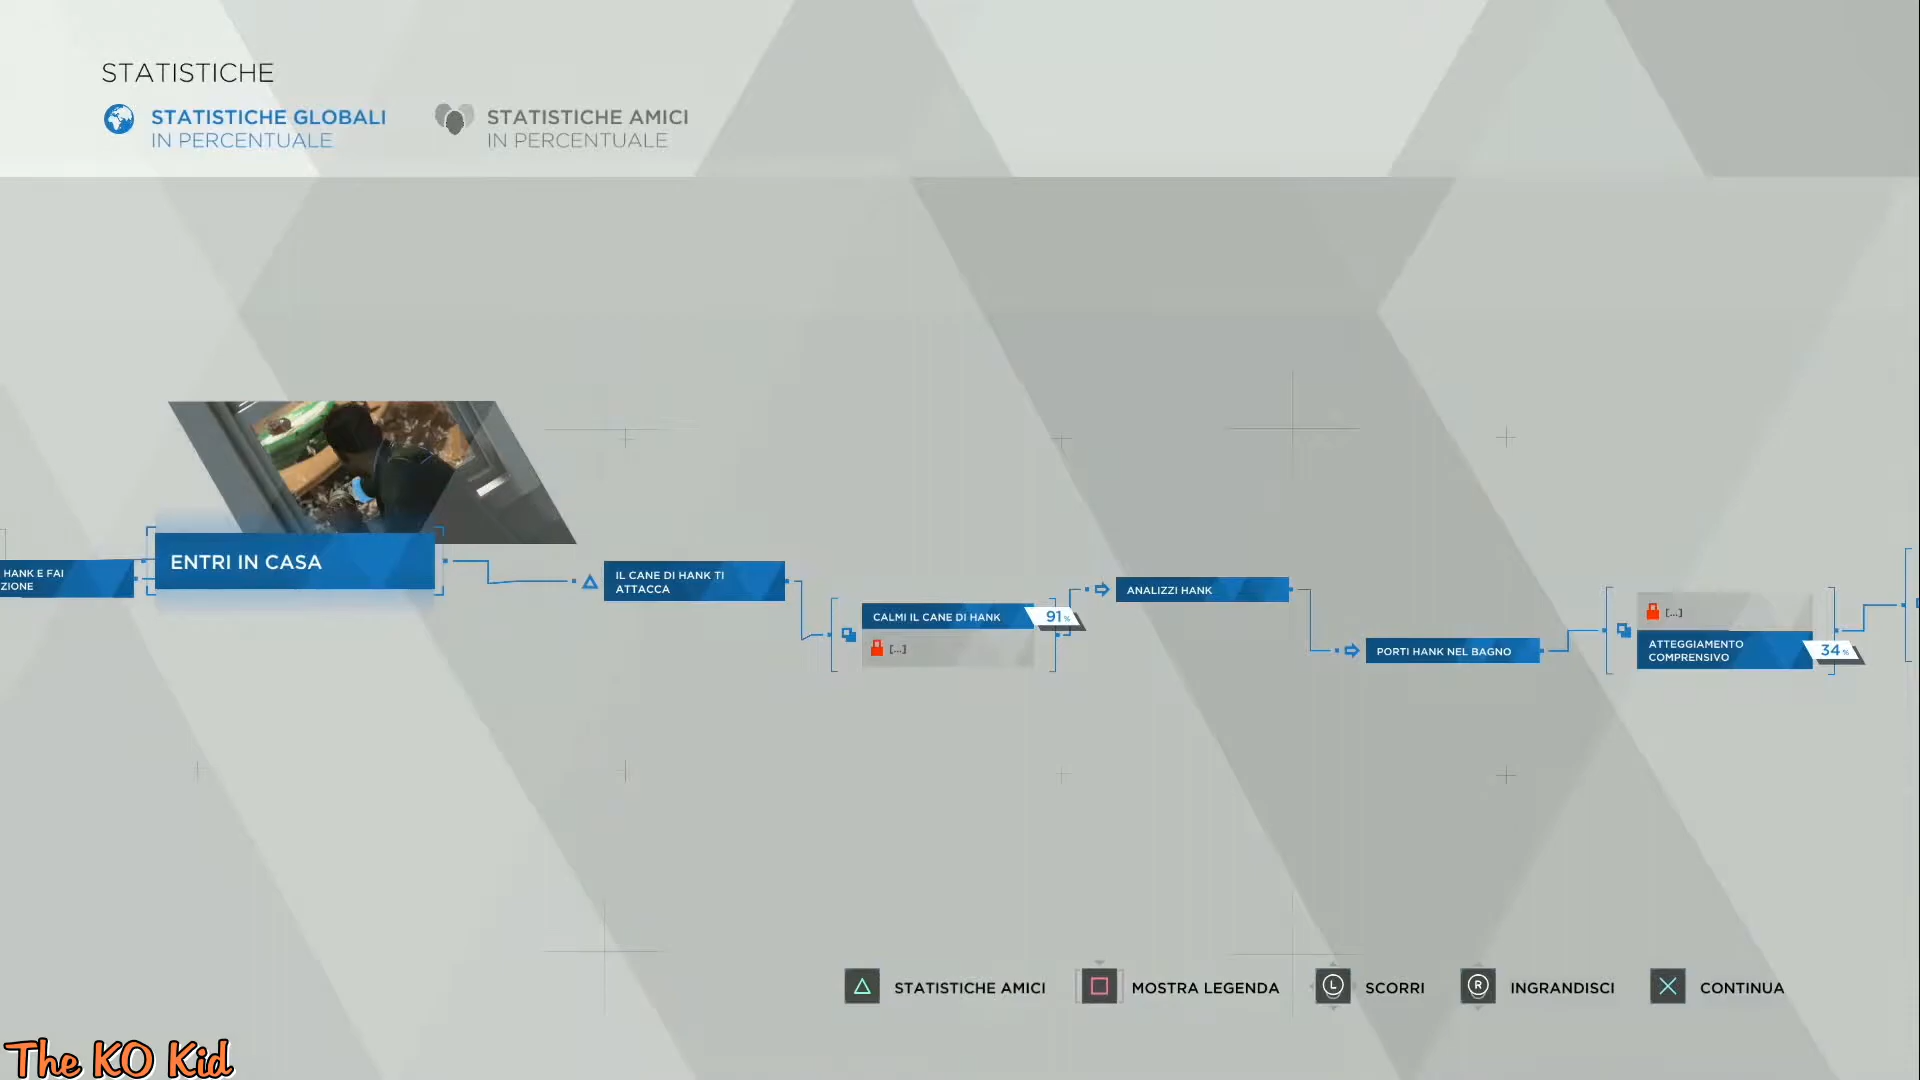 STATISTICHE
STATISTICHE GLOBALI
IN PERCENTUALE
STATISTICHE AMICI
IN PERCENTUALE
HANK E FAI
ZIONE
ENTRI IN CASA
IL CANE DI HANK TI
ATTACCA
CALMI IL CANE DI HANK
91%
[...]
ANALIZZI HANK
PORTI HANK NEL BAGNO
[...]
ATTEGGIAMENTO
COMPRENSIVO
34%
STATISTICHE AMICI
MOSTRA LEGENDA
L
SCORRI
R
INGRANDISCI
CONTINUA
The KO Kid